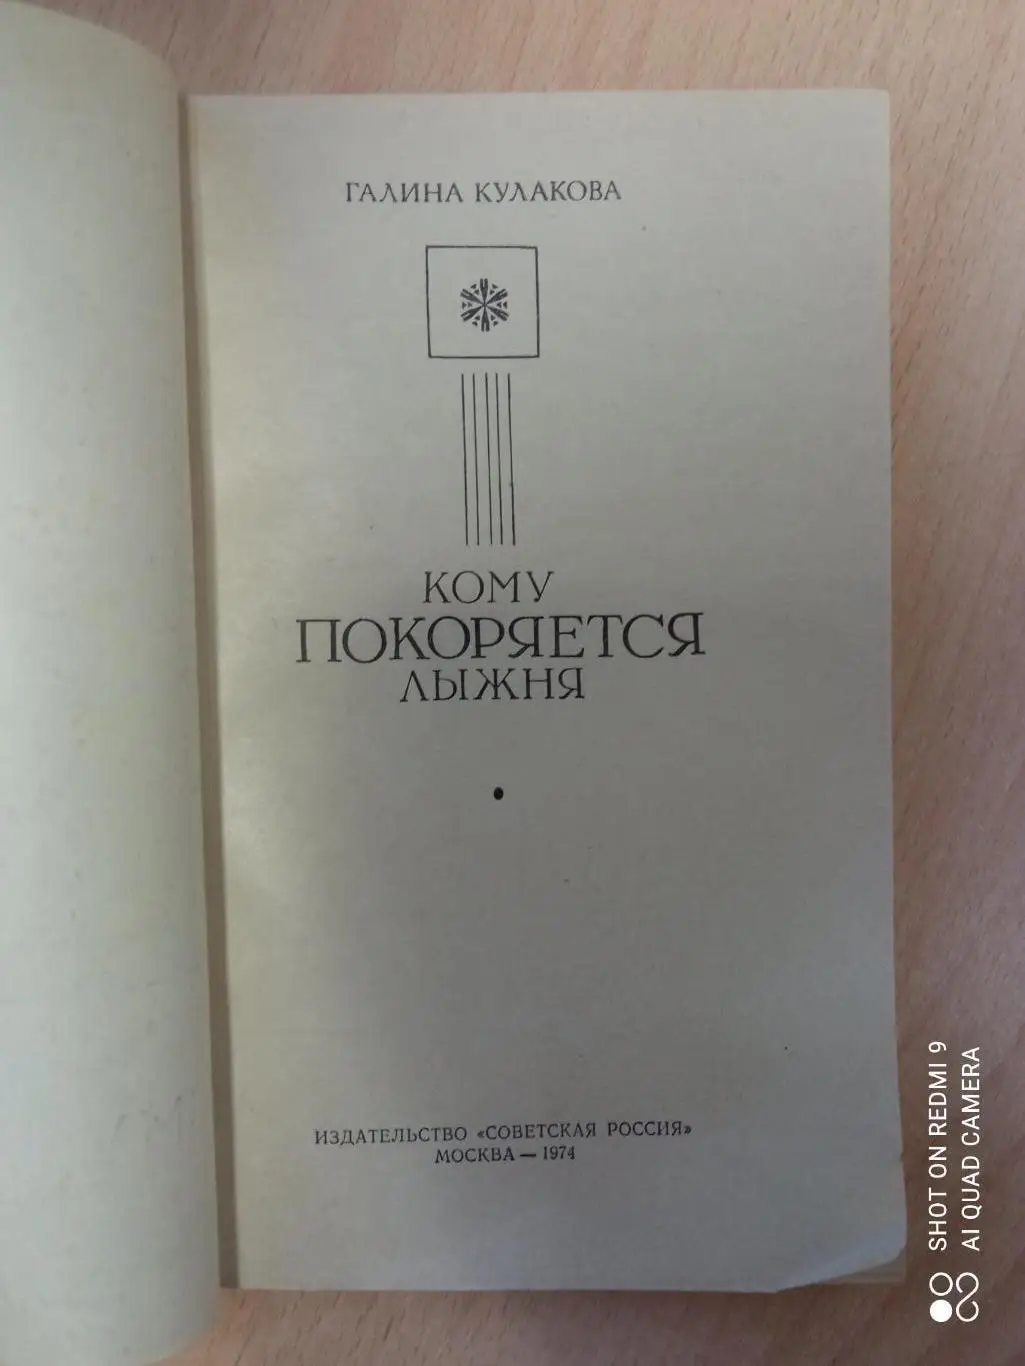 ГАЛИНА КУЛАКОВА
КОМУ
ПОКОРЯЕТСЯ
ЛЫЖНЯ
ИЗДАТЕЛЬСТВО «СОВЕТСКАЯ РОССИЯ»
МОСКВА — 1974
SHOT ON REDMI 9
AI QUAD CAMERA